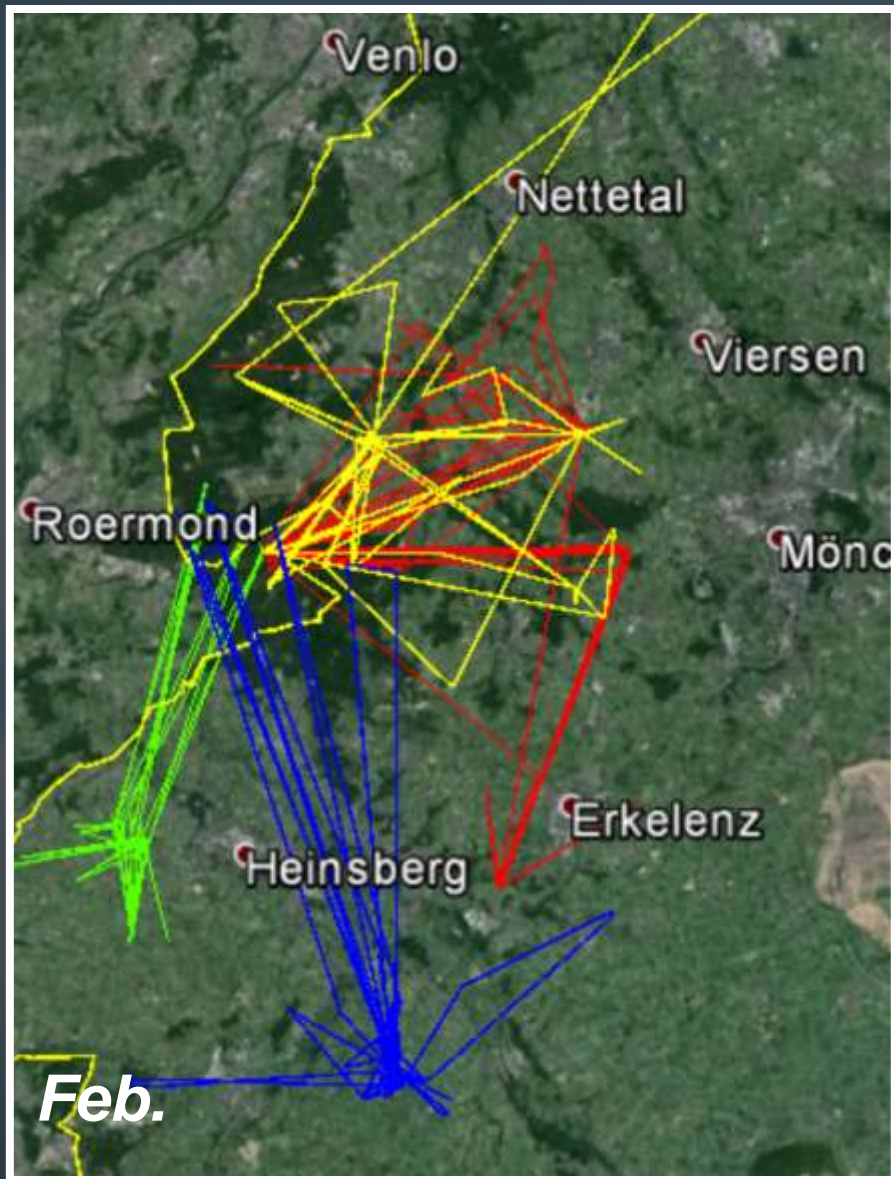 Venlo
Nettetal
Viersen
Roermond
Mönc
Erkelenz
Heinsberg
Feb.